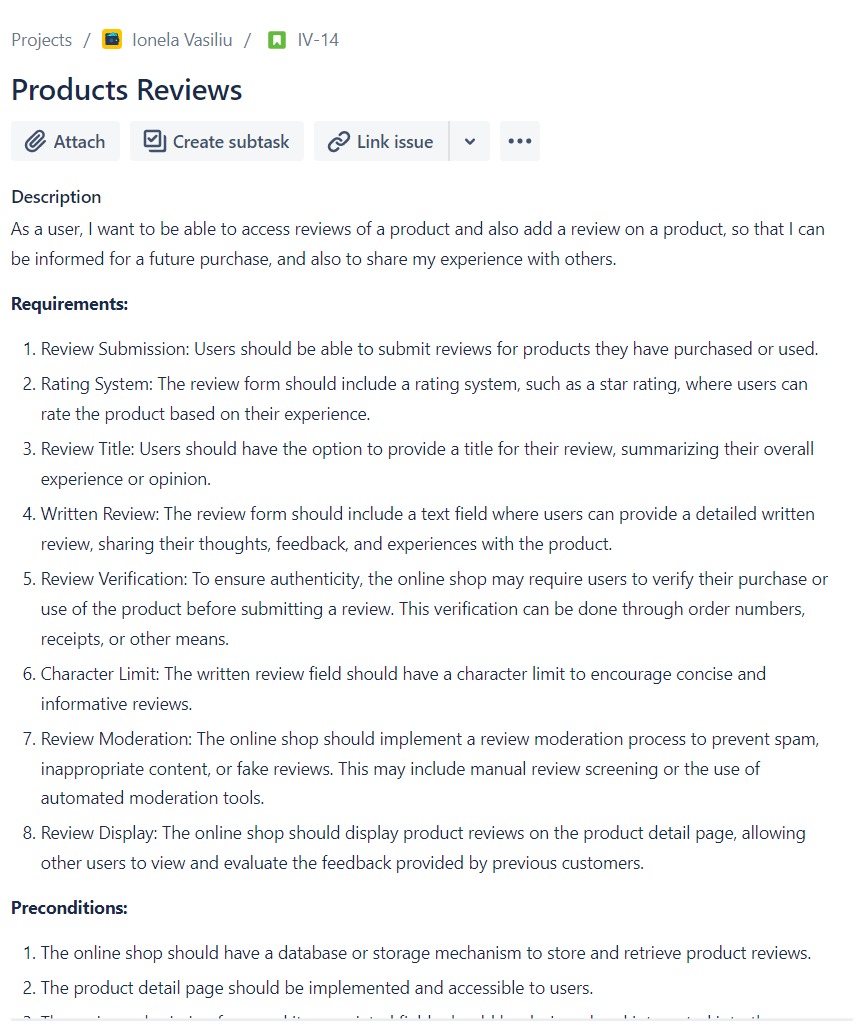 Projects / Ionela Vasiliu / IV-14
Products Reviews
Attach Create subtask Link issue
Description
As a user, I want to be able to access reviews of a product and also add a review on a product, so that I can
be informed for a future purchase, and also to share my experience with others.
Requirements:
1. Review Submission: Users should be able to submit reviews for products they have purchased or used.
2. Rating System: The review form should include a rating system, such as a star rating, where users can
rate the product based on their experience.
3. Review Title: Users should have the option to provide a title for their review, summarizing their overall
experience or opinion.
4. Written Review: The review form should include a text field where users can provide a detailed written
review, sharing their thoughts, feedback, and experiences with the product.
5. Review Verification: To ensure authenticity, the online shop may require users to verify their purchase or
use of the product before submitting a review. This verification can be done through order numbers,
receipts, or other means.
6. Character Limit: The written review field should have a character limit to encourage concise and
informative reviews.
7. Review Moderation: The online shop should implement a review moderation process to prevent spam,
inappropriate content, or fake reviews. This may include manual review screening or the use of
automated moderation tools.
8. Review Display: The online shop should display product reviews on the product detail page, allowing
other users to view and evaluate the feedback provided by previous customers.
Preconditions:
1. The online shop should have a database or storage mechanism to store and retrieve product reviews.
2. The product detail page should be implemented and accessible to users.